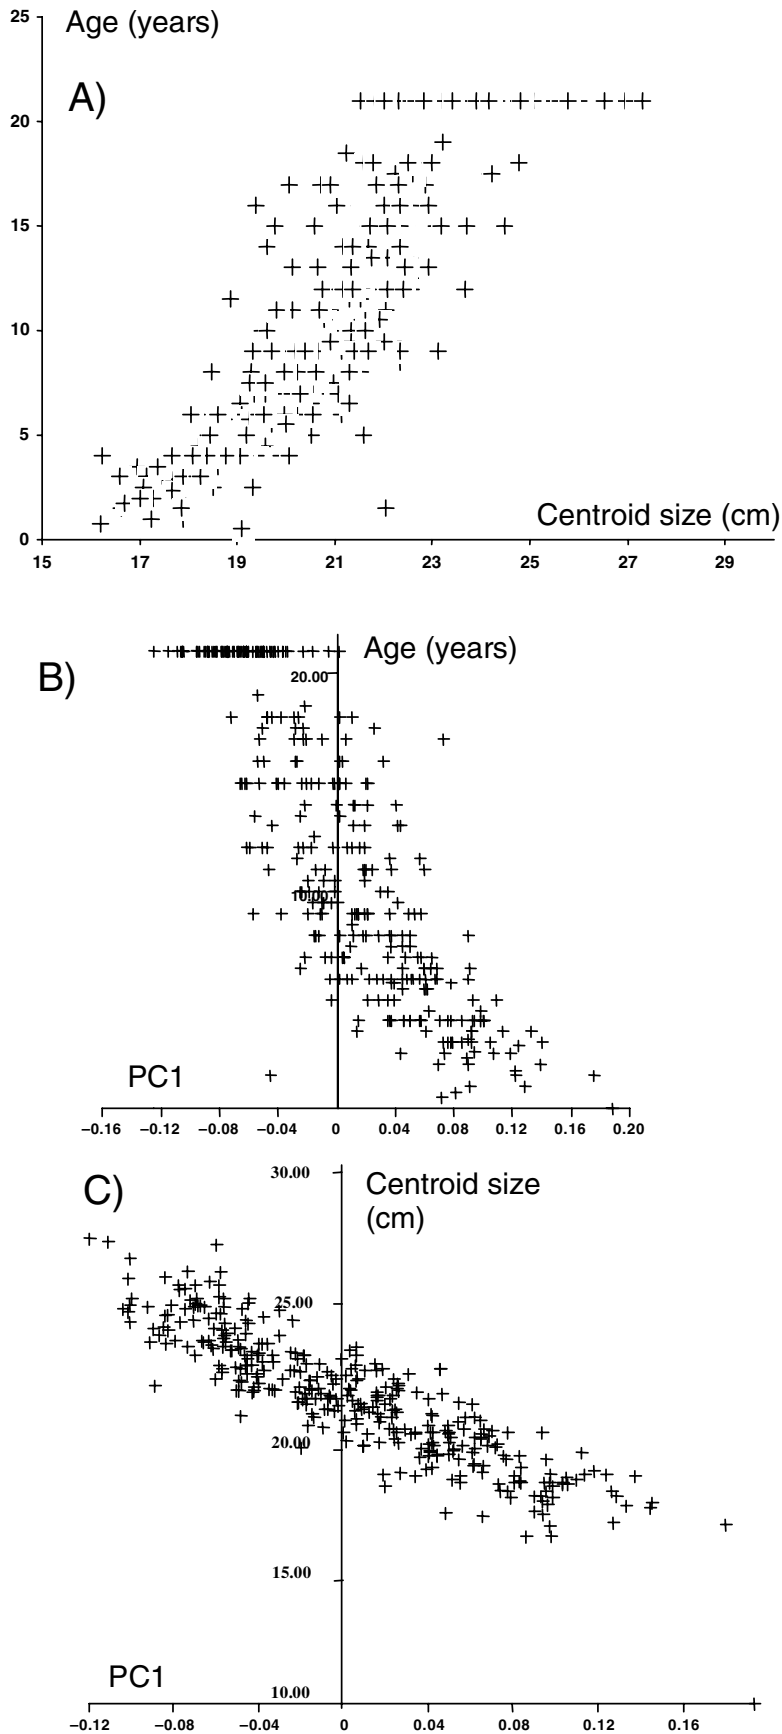 25
Age (years)
A)
20
15
10
5
Centroid size (cm)
0
15 17 19 21 23 25 27 29
Age (years)
B)
20.00
10.00
PC1
−0.16 −0.12 −0.08 −0.04 0 0.04 0.08 0.12 0.16 0.20
30.00
C)
Centroid size
(cm)
25.00
20.00
15.00
PC1
10.00
−0.12 −0.08 −0.04 0 0.04 0.08 0.12 0.16